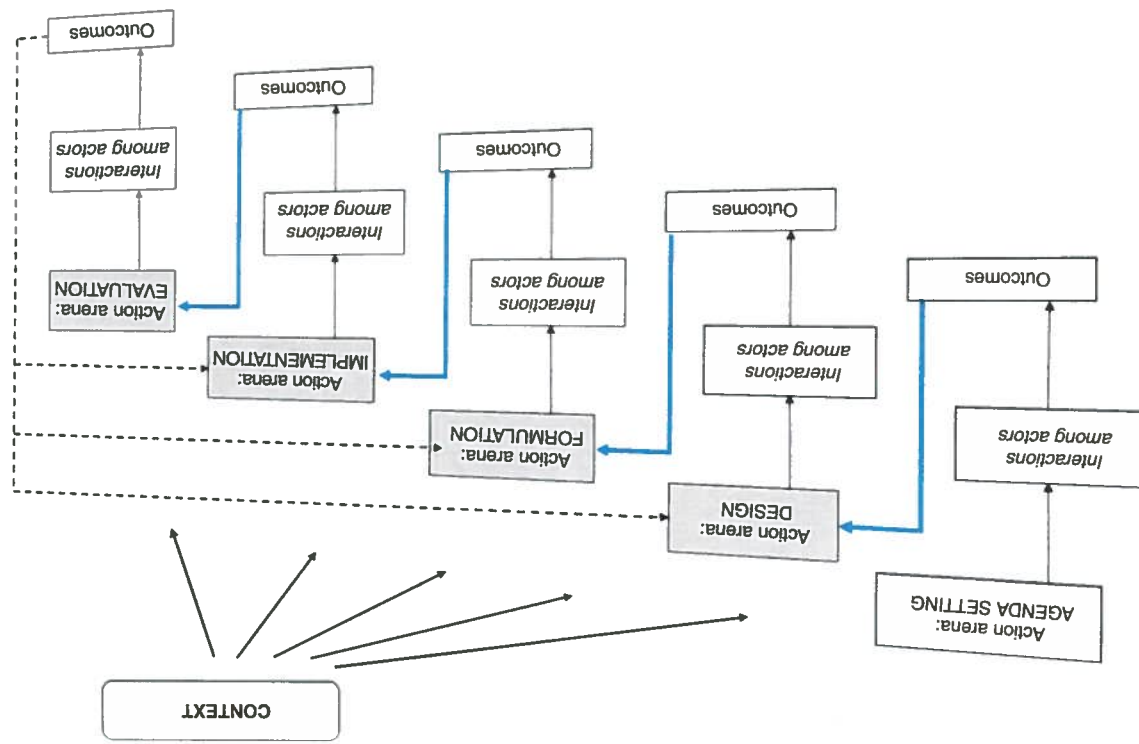 CONTEXT
Action arena:
AGENDA SETTING
Interactions
among actors
Outcomes
Action arena:
DESIGN
Interactions
among actors
Outcomes
Action arena:
FORMULATION
Interactions
among actors
Outcomes
Action arena:
IMPLEMENTATION
Interactions
among actors
Outcomes
Action arena:
EVALUATION
Interactions
among actors
Outcomes